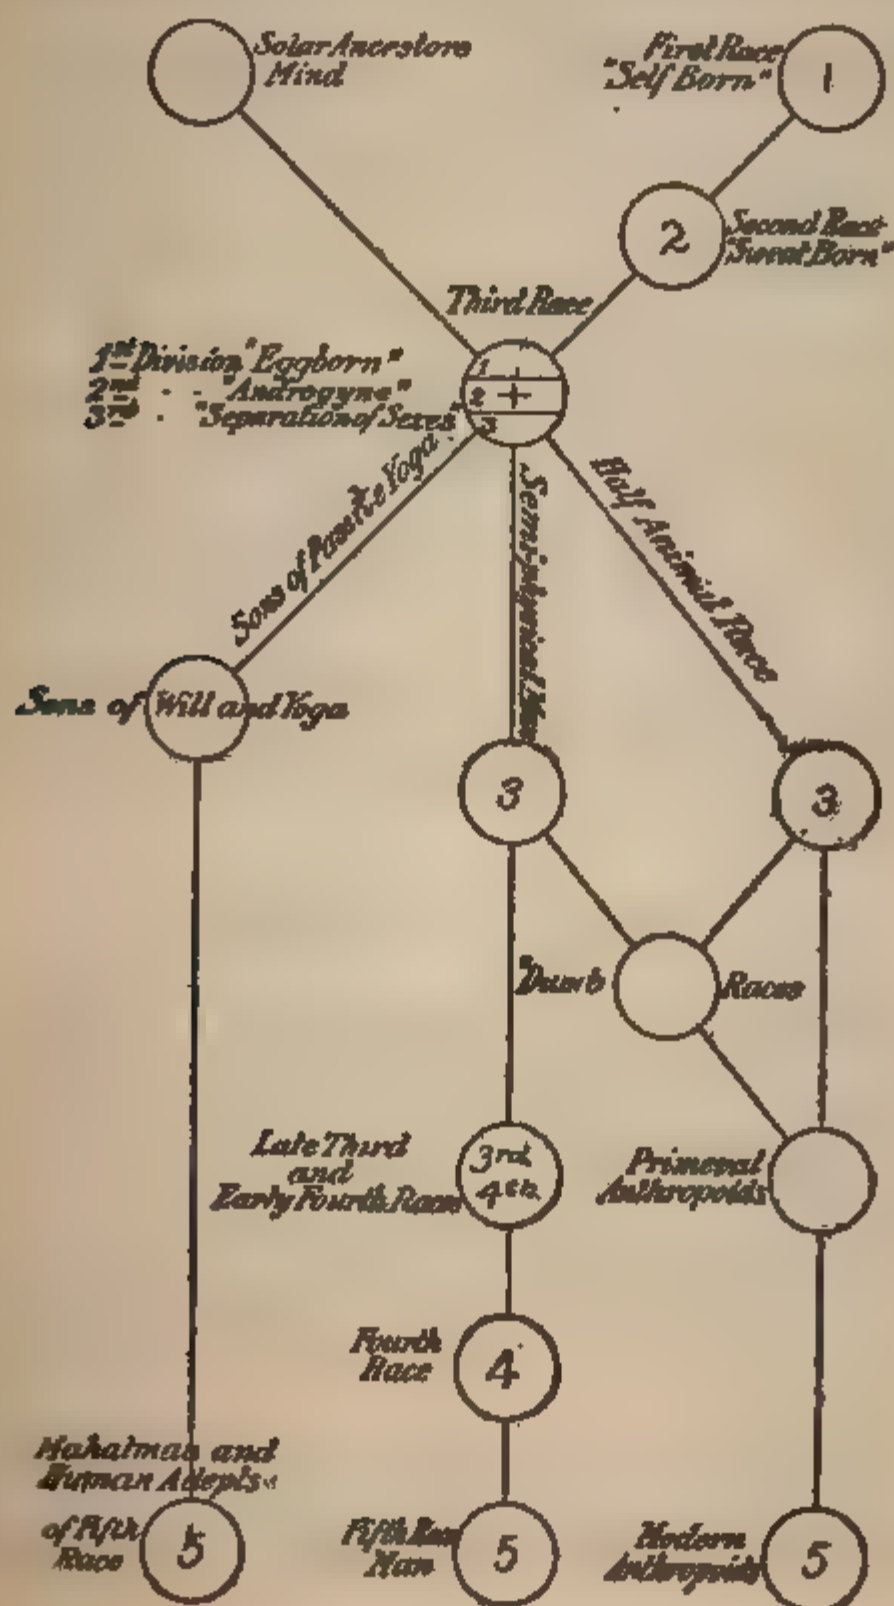 Solar Ancestors
Mind
First Race
"Self Born"
1
2
Second Race
"Sweat Born"
Third Race
1st Division "Eggborn"
2nd . - "Androgyne"
3rd . "Separation of Sexes"
1
2
3
Sons of Passive Yoga
Semi-physical Man
Half Animal Race
Sons of Will and Yoga
3
3
"Dumb
Races
Late Third
and
Early Fourth Race
3rd
4th
Primeval
Anthropoids
Fourth
Race
4
Mahatmas and
Human Adepts
of Fifth
Race
5
Fifth Race
Man
5
Modern
Anthropoids
5